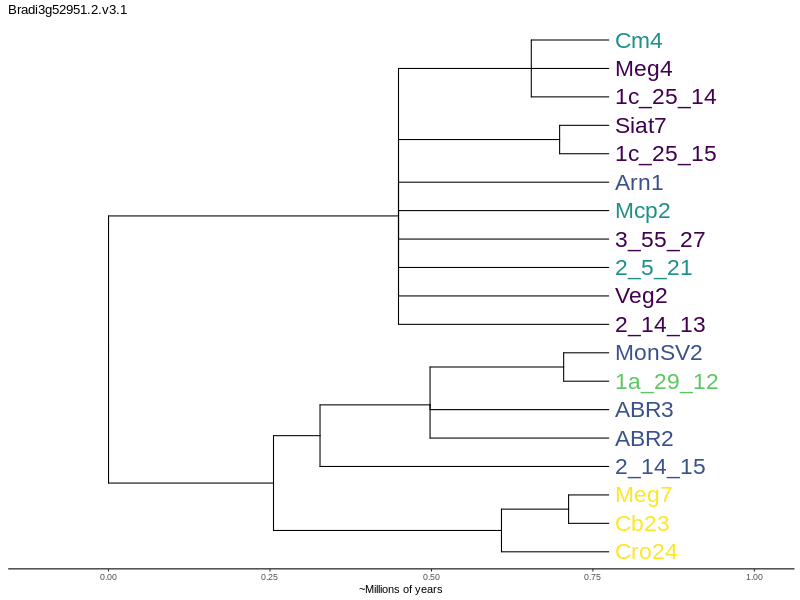 Bradi3g52951.2.v3.1
Cm4
Meg4
1c_25_14
Siat7
1c_25_15
Arn1
Mcp2
3_55_27
2_5_21
Veg2
2_14_13
MonSV2
1a_29_12
ABR3
ABR2
2_14_15
Meg7
Cb23
Cro24
0.00 0.25 0.50 0.75 1.00
~Millions of years